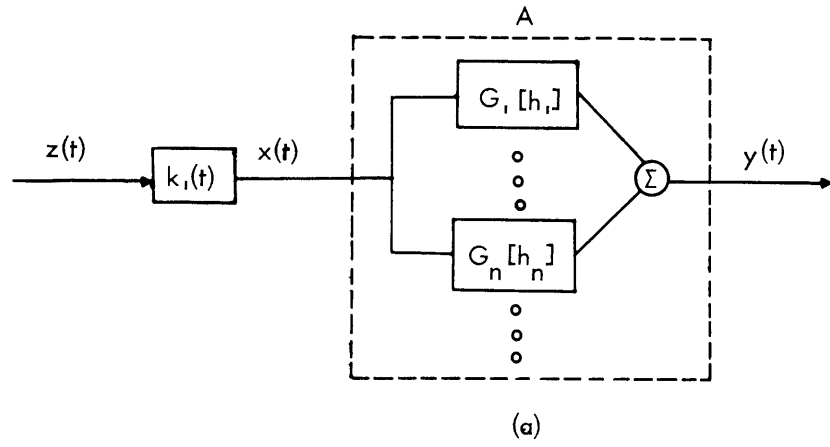 A
G₁ [h₁]
z(t)
k₁(t)
x(t)
Σ
y(t)
Gₙ [hₙ]
(a)